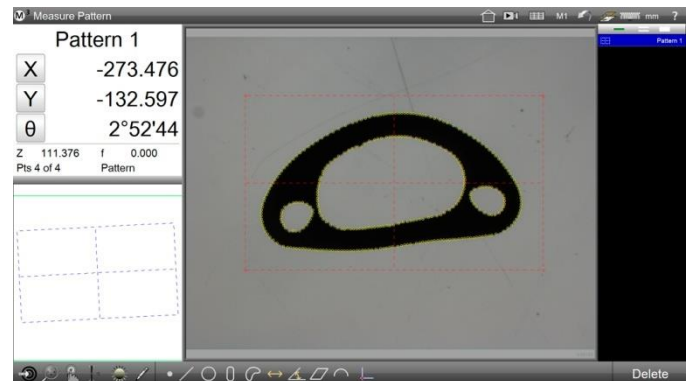 M³ Measure Pattern
M1
mm
?
Pattern 1
X -273.476
Y -132.597
θ 2°52'44
Z 111.376 f 0.000
Pts 4 of 4 Pattern
Pattern 1
Delete